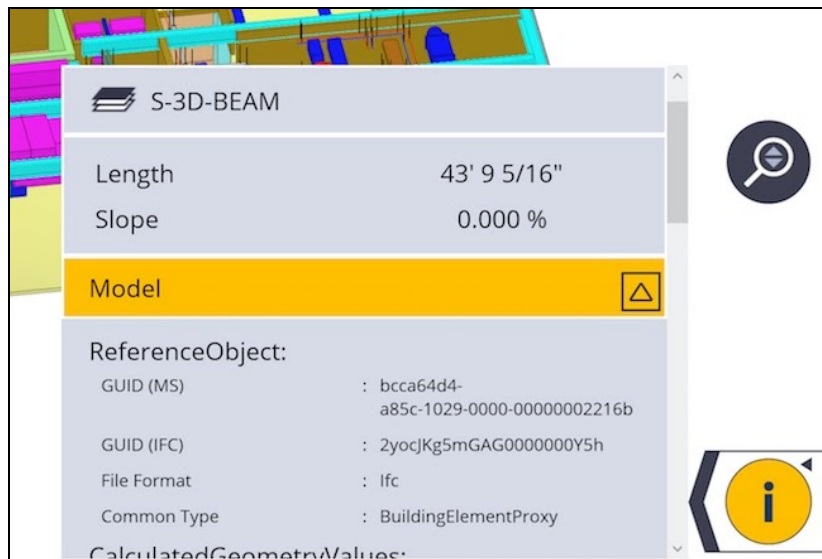 S-3D-BEAM
Length 43' 9 5/16"
Slope 0.000 %
Model
ReferenceObject:
GUID (MS) : bcca64d4-
a85c-1029-0000-00000002216b
GUID (IFC) : 2yocJKg5mGAG0000000Y5h
File Format : Ifc
Common Type : BuildingElementProxy
CalculatedGeometryValues:
i